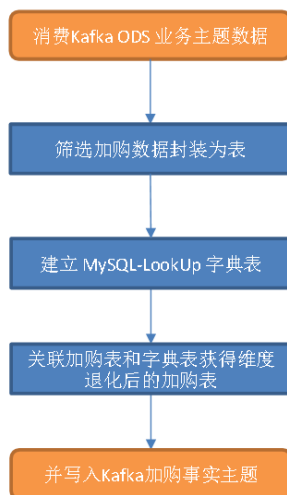 消费Kafka ODS 业务主题数据
筛选加购数据封装为表
建立 MySQL-LookUp 字典表
关联加购表和字典表获得维度
退化后的加购表
并写入Kafka加购事实主题